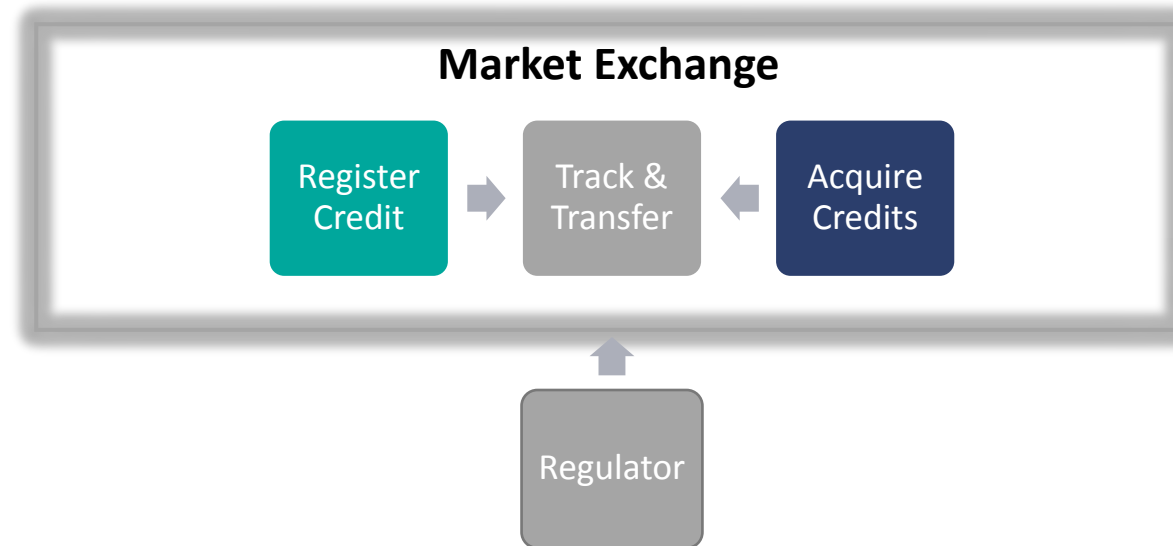 Market Exchange
Register
Credit
Track &
Transfer
Acquire
Credits
Regulator